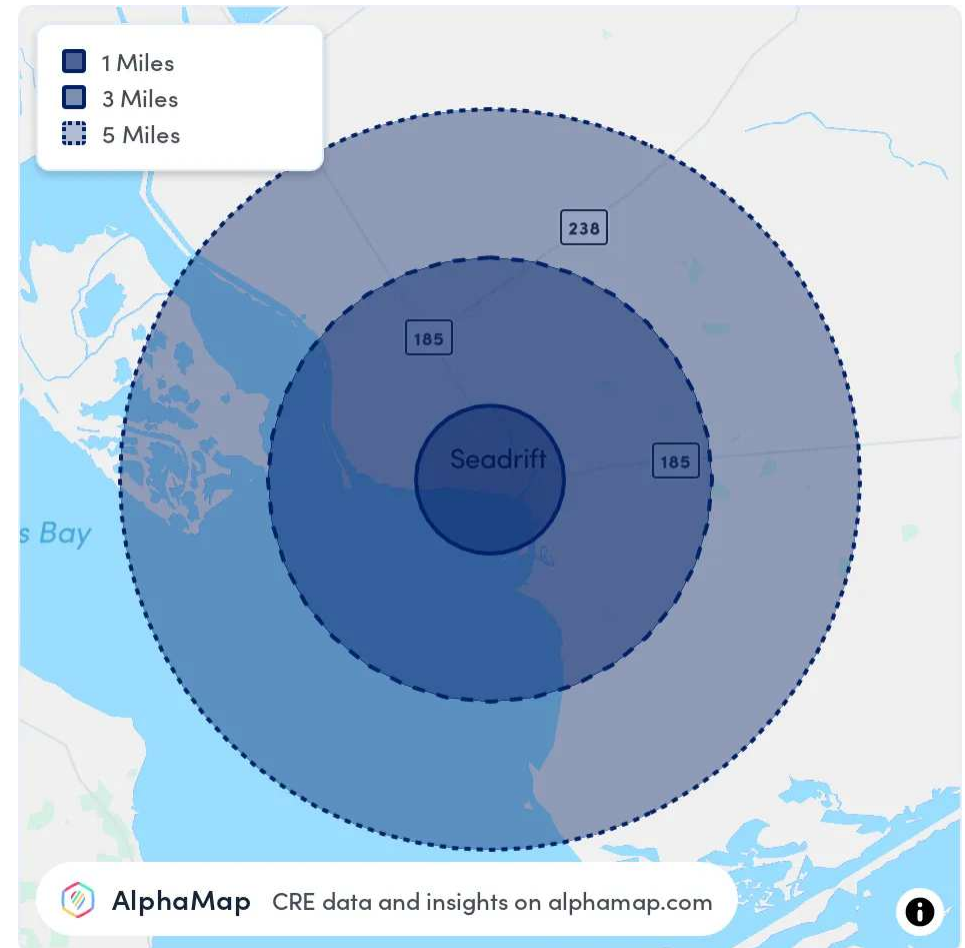 1 Miles
3 Miles
5 Miles
238
185
Seadrift
185
s Bay
AlphaMap CRE data and insights on alphamap.com